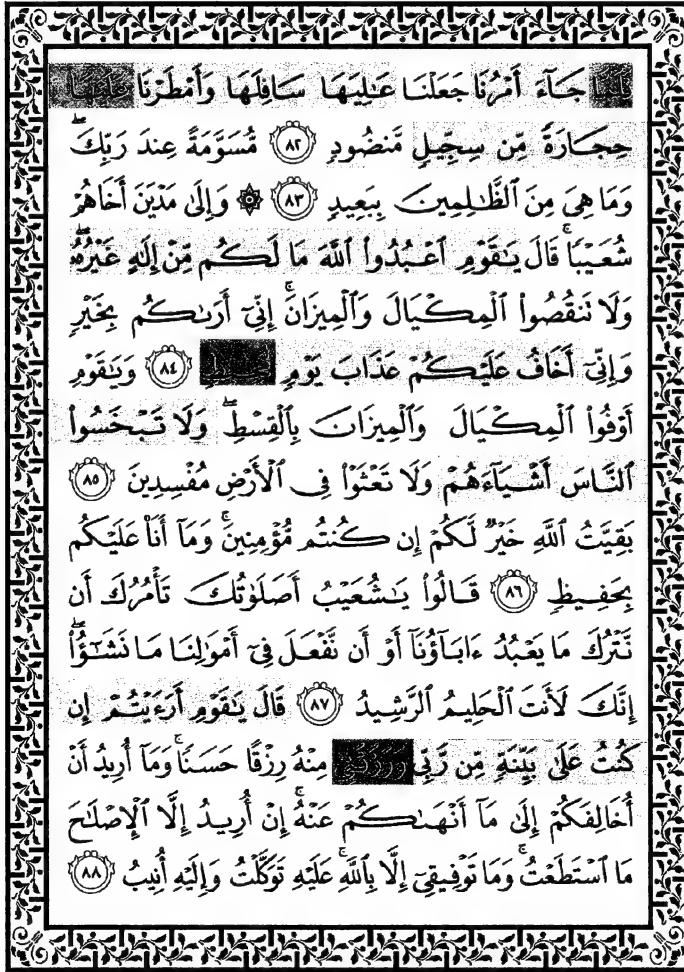 فَلَمَّا جَآءَ أَمْرُنَا جَعَلْنَا عَٰلِيَهَا سَافِلَهَا وَأَمْطَرْنَا عَلَيْهَا
حِجَارَةً مِّن سِجِّيلٍ مَّنضُودٍ ٨٢ مُّسَوَّمَةً عِندَ رَبِّكَ ۖ
وَمَا هِىَ مِنَ ٱلظَّٰلِمِينَ بِبَعِيدٍ ٨٣ ۞ وَإِلَىٰ مَدْيَنَ أَخَاهُمْ
شُعَيْبًا ۚ قَالَ يَٰقَوْمِ ٱعْبُدُوا۟ ٱللَّهَ مَا لَكُم مِّنْ إِلَٰهٍ غَيْرُهُۥ ۖ
وَلَا تَنقُصُوا۟ ٱلْمِكْيَالَ وَٱلْمِيزَانَ ۚ إِنِّىٓ أَرَىٰكُم بِخَيْرٍ
وَإِنِّىٓ أَخَافُ عَلَيْكُمْ عَذَابَ يَوْمٍ مُّحِيطٍ ٨٤ وَيَٰقَوْمِ
أَوْفُوا۟ ٱلْمِكْيَالَ وَٱلْمِيزَانَ بِٱلْقِسْطِ ۖ وَلَا تَبْخَسُوا۟
ٱلنَّاسَ أَشْيَآءَهُمْ وَلَا تَعْثَوْا۟ فِى ٱلْأَرْضِ مُفْسِدِينَ ٨٥
بَقِيَّتُ ٱللَّهِ خَيْرٌ لَّكُمْ إِن كُنتُم مُّؤْمِنِينَ ۚ وَمَآ أَنَا۠ عَلَيْكُم
بِحَفِيظٍ ٨٦ قَالُوا۟ يَٰشُعَيْبُ أَصَلَوٰتُكَ تَأْمُرُكَ أَن
نَّتْرُكَ مَا يَعْبُدُ ءَابَآؤُنَآ أَوْ أَن نَّفْعَلَ فِىٓ أَمْوَٰلِنَا مَا نَشَٰٓؤُا۟ ۖ
إِنَّكَ لَأَنتَ ٱلْحَلِيمُ ٱلرَّشِيدُ ٨٧ قَالَ يَٰقَوْمِ أَرَءَيْتُمْ إِن
كُنتُ عَلَىٰ بَيِّنَةٍ مِّن رَّبِّى وَرَزَقَنِى مِنْهُ رِزْقًا حَسَنًا ۚ وَمَآ أُرِيدُ أَنْ
أُخَالِفَكُمْ إِلَىٰ مَآ أَنْهَىٰكُمْ عَنْهُ ۚ إِنْ أُرِيدُ إِلَّا ٱلْإِصْلَٰحَ
مَا ٱسْتَطَعْتُ ۚ وَمَا تَوْفِيقِىٓ إِلَّا بِٱللَّهِ ۚ عَلَيْهِ تَوَكَّلْتُ وَإِلَيْهِ أُنِيبُ ٨٨